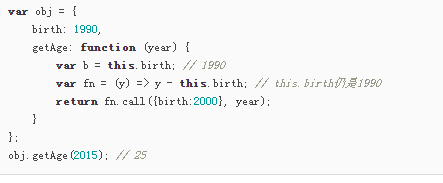 var obj = {
    birth: 1990,
    getAge: function (year) {
        var b = this.birth; // 1990
        var fn = (y) => y - this.birth; // this.birth仍是1990
        return fn.call({birth:2000}, year);
    }
};
obj.getAge(2015); // 25